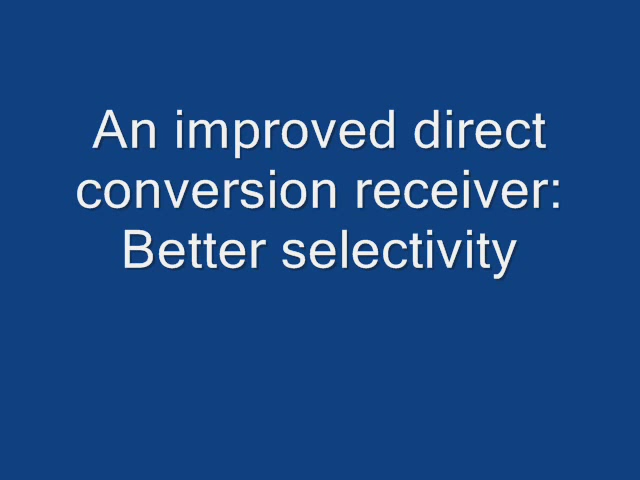 An improved direct
conversion receiver:
Better selectivity